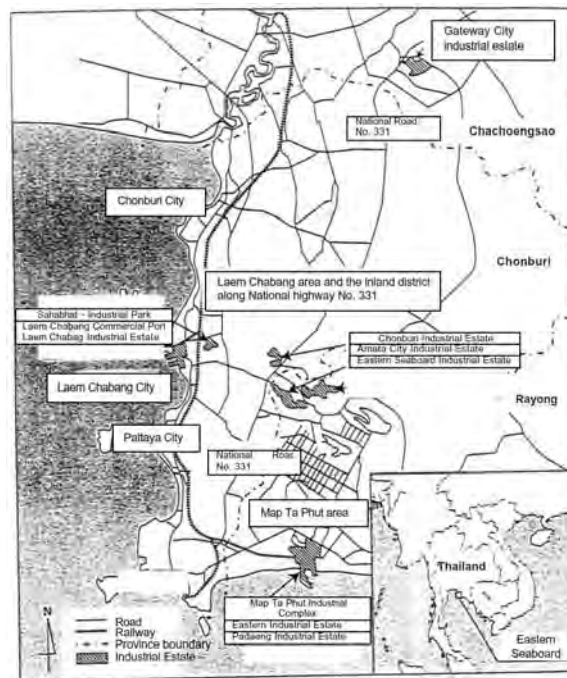 Gateway City
industrial estate
National Road
No. 331
Chachoengsao
Chonburi City
Chonburi
Laem Chabang area and the Inland district
along National highway No. 331
Sahabhat - Industrial Park
Laem Chabang Commercial Port
Laem Chabag Industrial Estate
Chonburi Industrial Estate
Amata City Industrial Estate
Eastern Seaboard Industrial Estate
Laem Chabang City
Rayong
Pattaya City
National Road
No. 331
Map Ta Phut area
Thailand
Map Ta Phut Industrial
Complex
Eastern Industrial Estate
Padaeng Industrial Estate
Eastern
Seaboard
N
Road
Railway
Province boundary
Industrial Estate